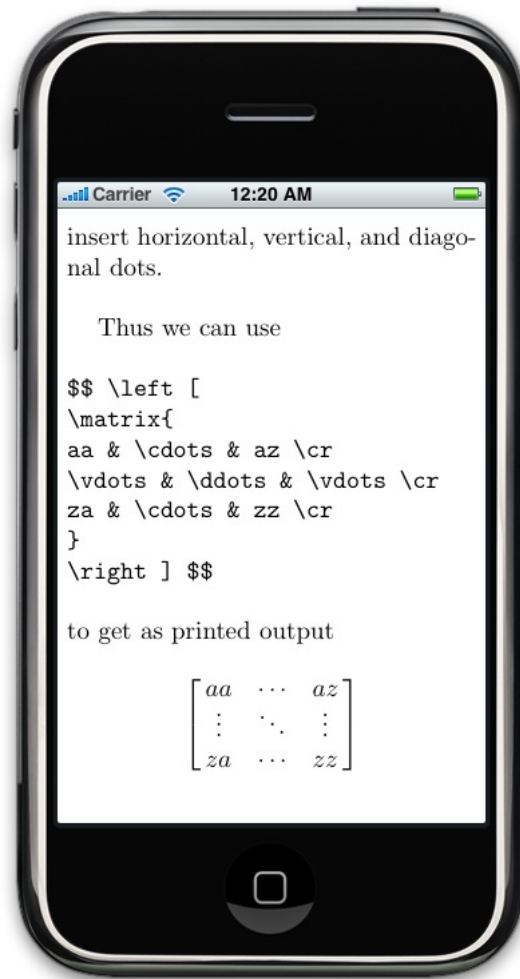 Carrier 12:20 AM
insert horizontal, vertical, and diago-
nal dots.
Thus we can use
$$ \left [
\matrix{
aa & \cdots & az \cr
\vdots & \ddots & \vdots \cr
za & \cdots & zz \cr
}
\right ] $$
to get as printed output
aa ⋯ az
⋮ ⋱ ⋮
za ⋯ zz